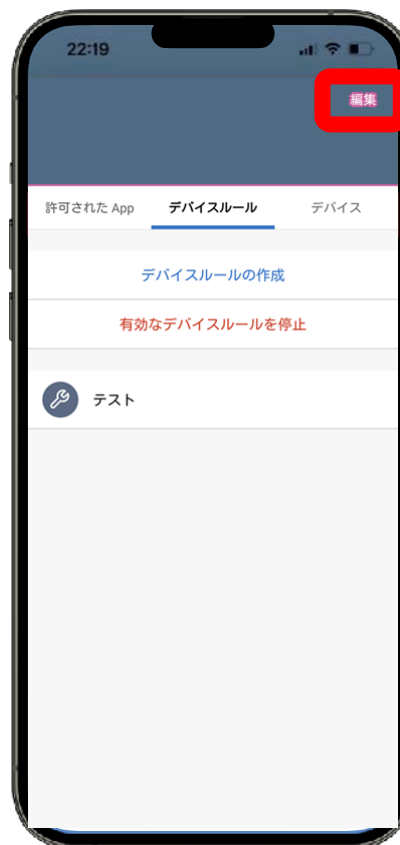 22:19
編集
許可された App デバイスルール デバイス
デバイスルールの作成
有効なデバイスルールを停止
テスト